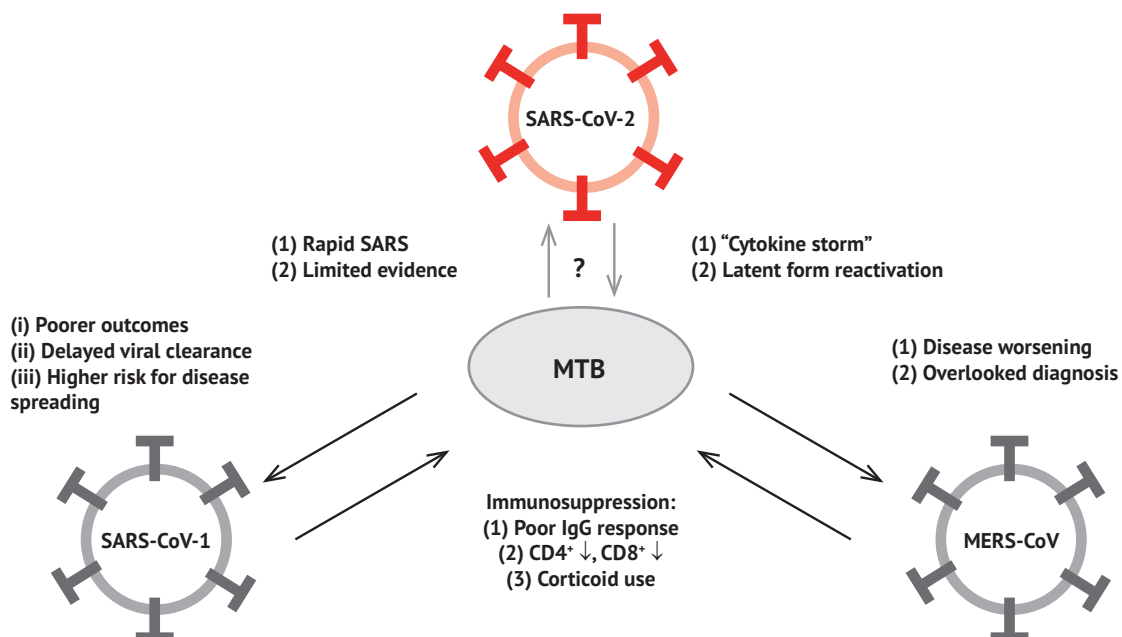 SARS-CoV-2
(1) Rapid SARS
(2) Limited evidence
?
(1) “Cytokine storm”
(2) Latent form reactivation
(i) Poorer outcomes
(ii) Delayed viral clearance
(iii) Higher risk for disease
spreading
MTB
(1) Disease worsening
(2) Overlooked diagnosis
SARS-CoV-1
Immunosuppression:
(1) Poor IgG response
(2) CD4⁺ ↓, CD8⁺ ↓
(3) Corticoid use
MERS-CoV